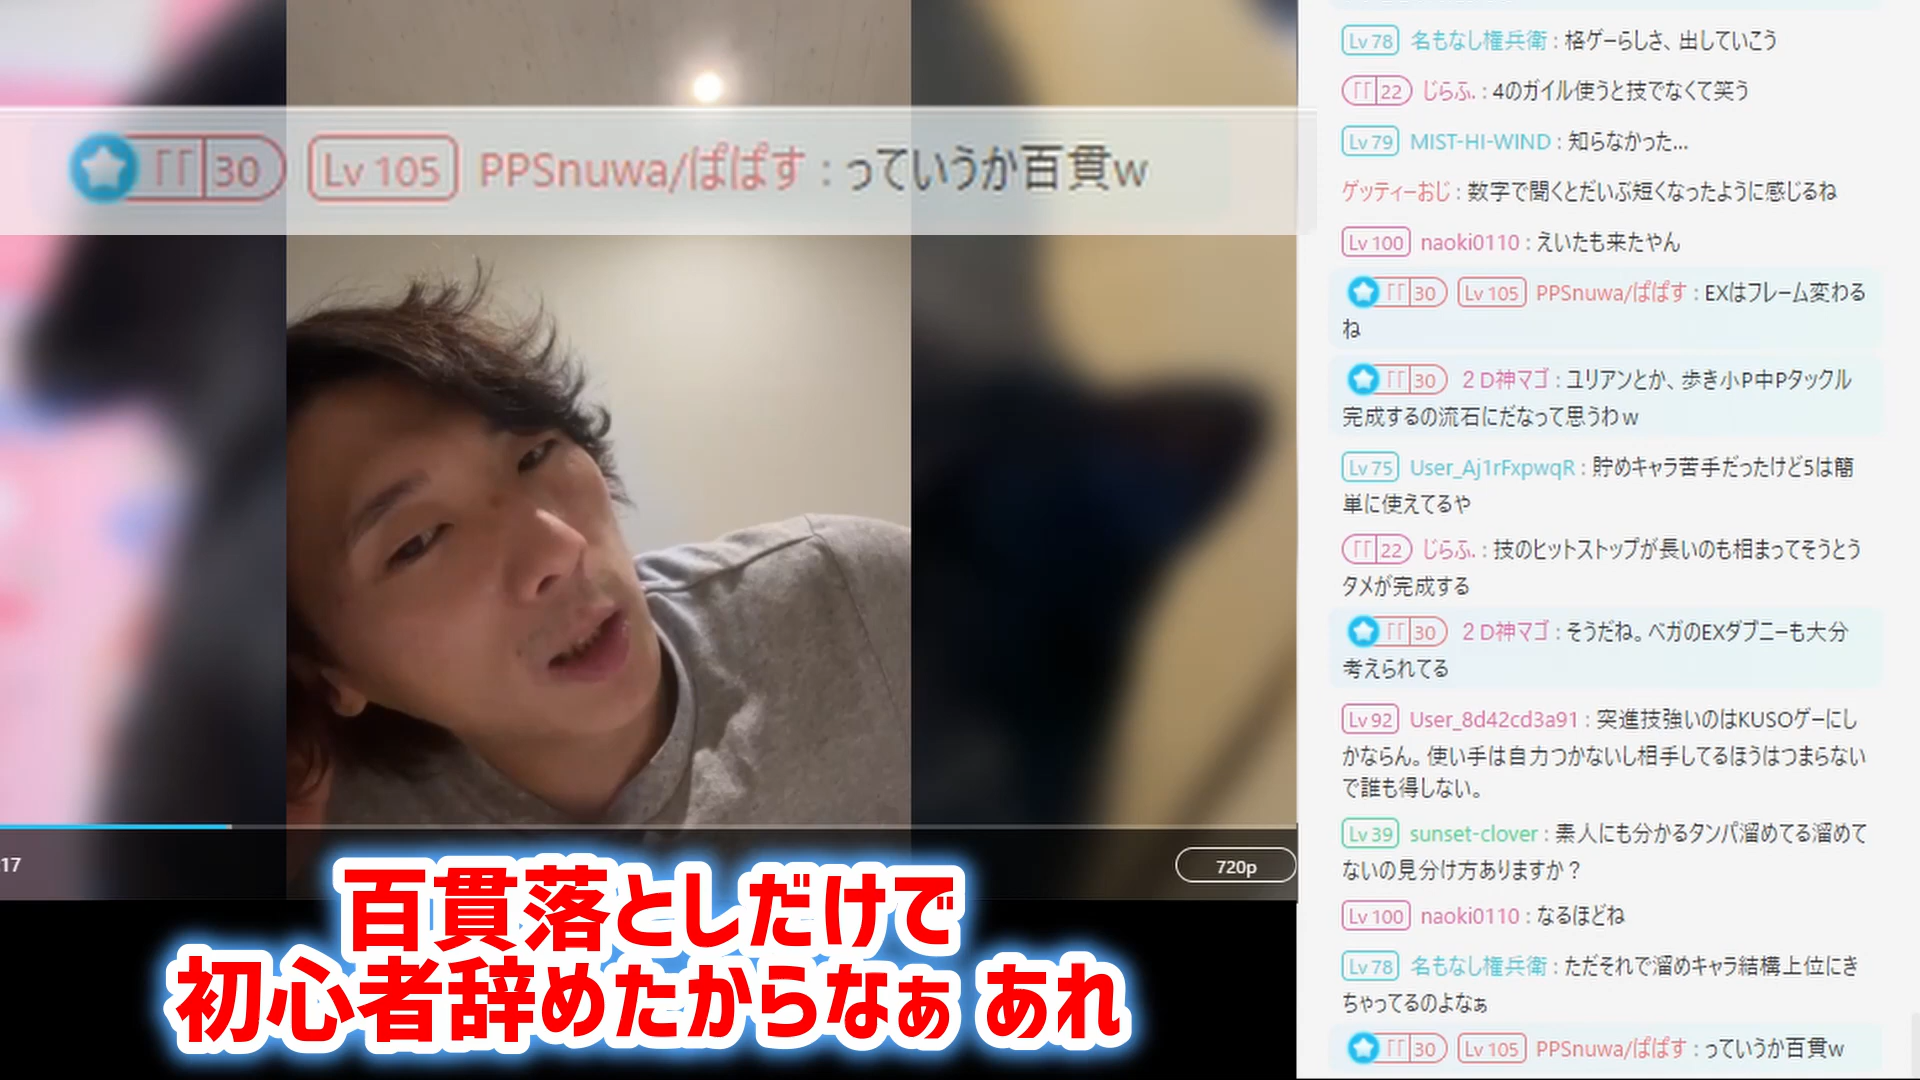 「「 30 Lv 105 PPSnuwa/ぱぱす : っていうか百貫w
17
720p
百貫落としだけで
初心者辞めたからなぁ あれ
Lv 78 名もなし権兵衛 : 格ゲーらしさ、出していこう
「「 22 じらふ. : 4のガイル使うと技でなくて笑う
Lv 79 MIST-HI-WIND : 知らなかった...
ゲッティーおじ : 数字で聞くとだいぶ短くなったように感じるね
Lv 100 naoki0110 : えいたも来たやん
「「 30 Lv 105 PPSnuwa/ぱぱす : EXはフレーム変わる
ね
「「 30 2D神マゴ : ユリアンとか、歩き小P中Pタックル
完成するの流石にだなって思うわw
Lv 75 User_Aj1rFxpwqR : 貯めキャラ苦手だったけど5は簡
単に使えてるや
「「 22 じらふ. : 技のヒットストップが長いのも相まってそうとう
タメが完成する
「「 30 2D神マゴ : そうだね。ベガのEXダブニーも大分
考えられてる
Lv 92 User_8d42cd3a91 : 突進技強いのはKUSOゲーにし
かならん。使い手は自力つかないし相手してるほうはつまらない
で誰も得しない。
Lv 39 sunset-clover : 素人にも分かるタンパ溜めてる溜めて
ないの見分け方ありますか？
Lv 100 naoki0110 : なるほどね
Lv 78 名もなし権兵衛 : ただそれで溜めキャラ結構上位にき
ちゃってるのよなぁ
「「 30 Lv 105 PPSnuwa/ぱぱす : っていうか百貫w